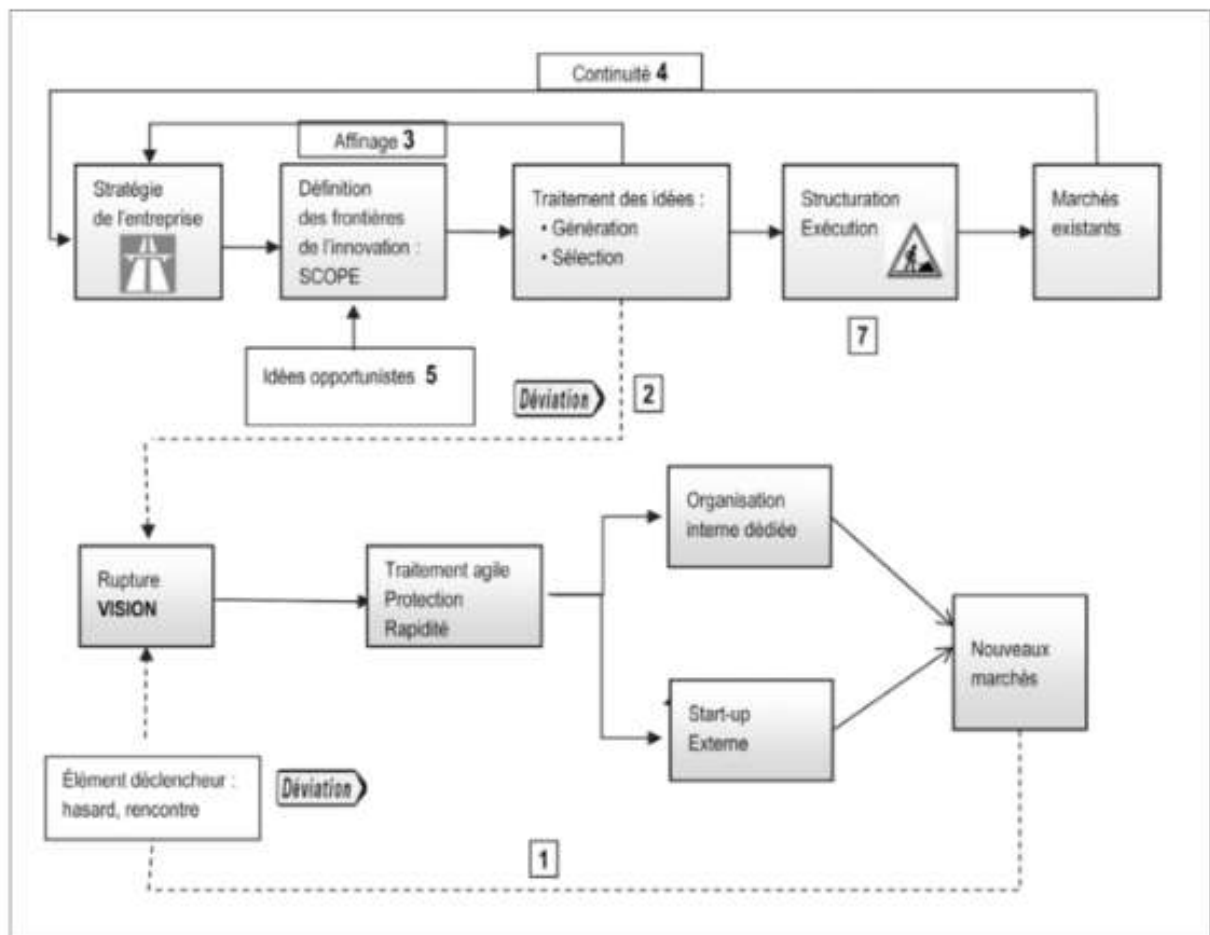 Continuité 4
Affinage 3
Stratégie
de l'entreprise
Définition
des frontières
de l'innovation :
SCOPE
Traitement des idées :
• Génération
• Sélection
Structuration
Exécution
Marchés
existants
7
Idées opportunistes 5
Déviation
2
Rupture
VISION
Traitement agile
Protection
Rapidité
Organisation
interne dédiée
Start-up
Externe
Nouveaux
marchés
Élément déclencheur :
hasard, rencontre
Déviation
1